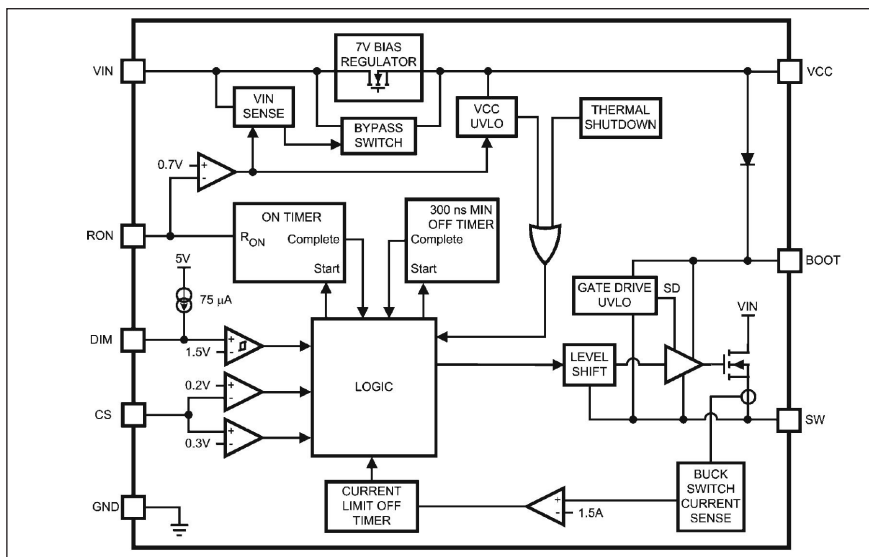 7V BIAS
REGULATOR
VIN
VCC
VIN
SENSE
BYPASS
SWITCH
VCC
UVLO
THERMAL
SHUTDOWN
0.7V
+
-
RON
ON TIMER
RON
Complete
Start
300 ns MIN
OFF TIMER
Complete
Start
BOOT
5V
75 µA
GATE DRIVE
UVLO
SD
VIN
DIM
+
1.5V
-
LOGIC
LEVEL
SHIFT
0.2V
+
-
CS
+
0.3V
-
SW
GND
CURRENT
LIMIT OFF
TIMER
+
-
1.5A
BUCK
SWITCH
CURRENT
SENSE